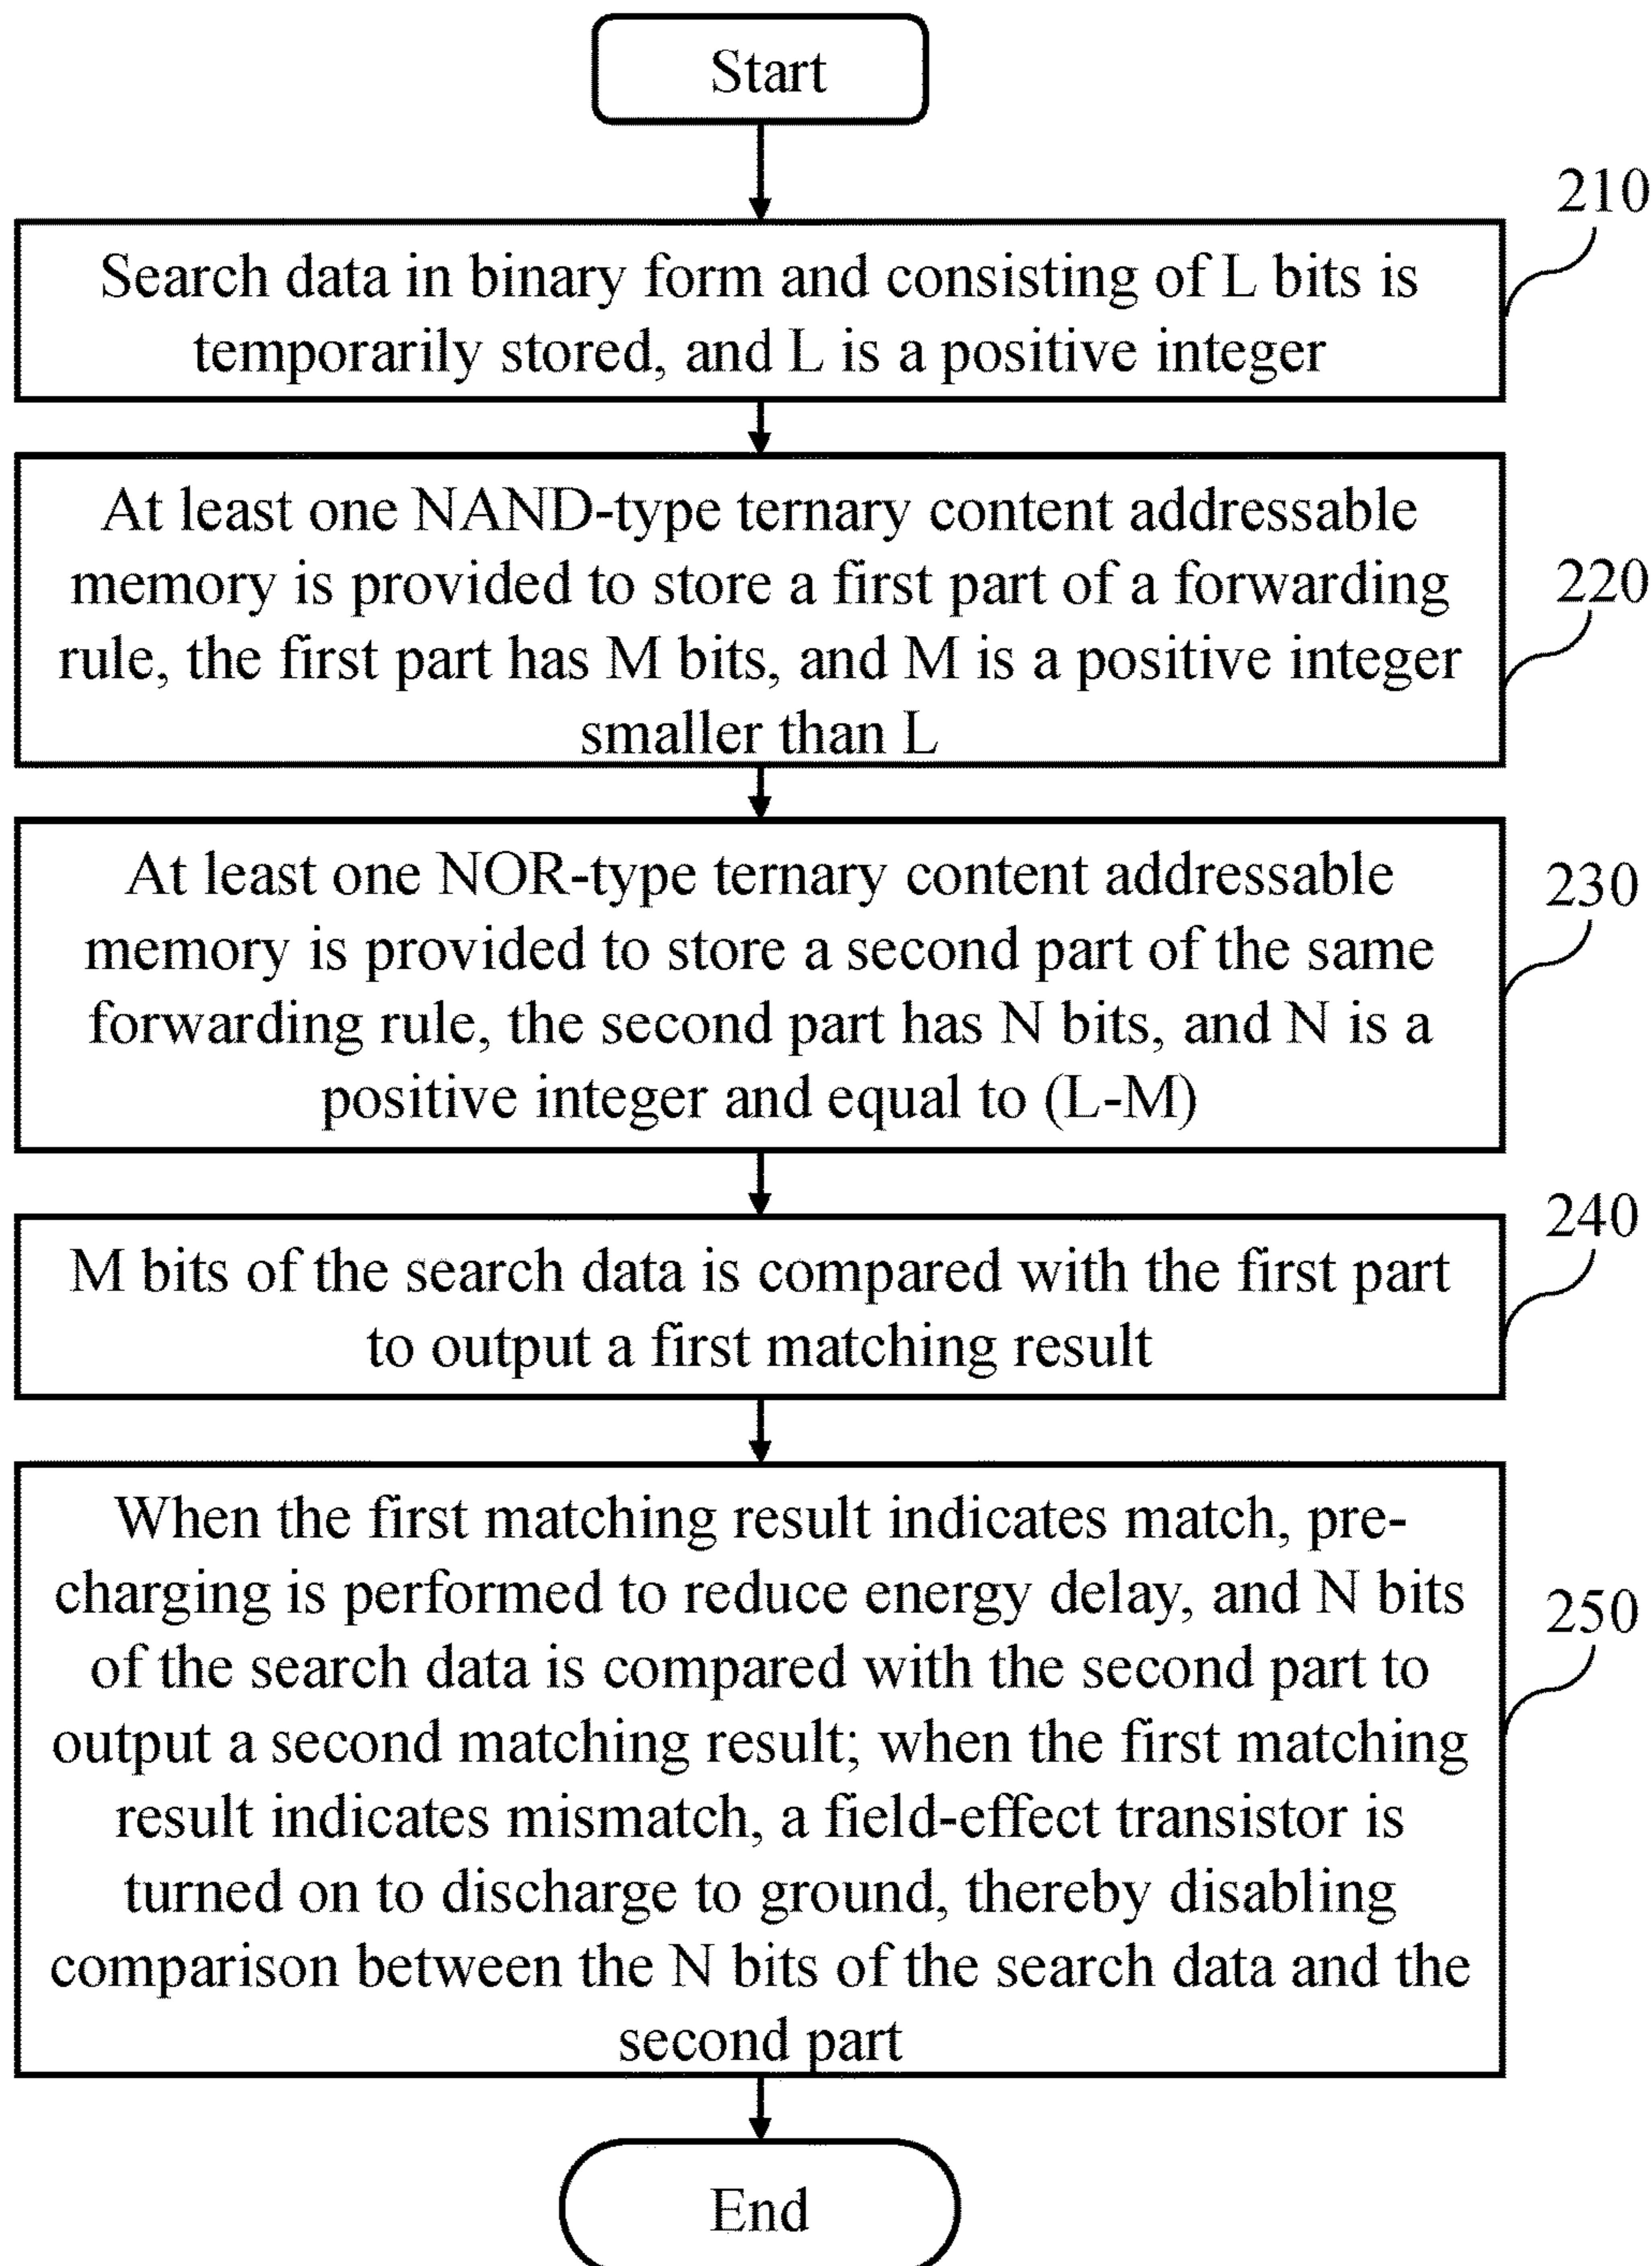 Start
210
Search data in binary form and consisting of L bits is
temporarily stored, and L is a positive integer
At least one NAND-type ternary content addressable
memory is provided to store a first part of a forwarding
rule, the first part has M bits, and M is a positive integer
smaller than L
220
At least one NOR-type ternary content addressable
memory is provided to store a second part of the same
forwarding rule, the second part has N bits, and N is a
positive integer and equal to (L-M)
230
M bits of the search data is compared with the first part
to output a first matching result
240
When the first matching result indicates match, pre-
charging is performed to reduce energy delay, and N bits
of the search data is compared with the second part to
output a second matching result; when the first matching
result indicates mismatch, a field-effect transistor is
turned on to discharge to ground, thereby disabling
comparison between the N bits of the search data and the
second part
250
End